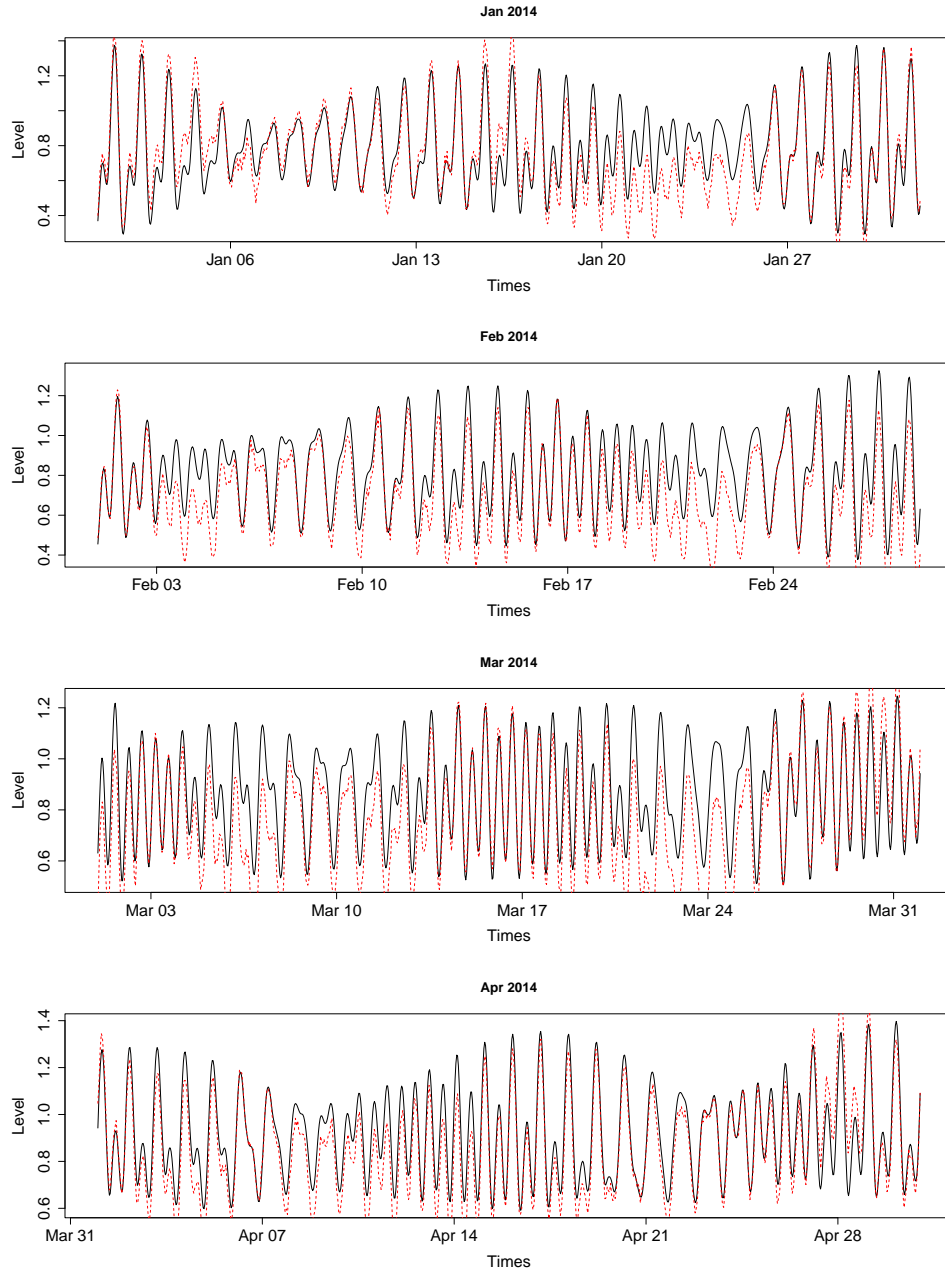 Jan 2014
Level
0.4 0.8 1.2
Jan 06 Jan 13 Jan 20 Jan 27
Times
Feb 2014
Level
0.4 0.6 0.8 1.0 1.2
Feb 03 Feb 10 Feb 17 Feb 24
Times
Mar 2014
Level
0.6 0.8 1.0 1.2
Mar 03 Mar 10 Mar 17 Mar 24 Mar 31
Times
Apr 2014
Level
0.6 0.8 1.0 1.2 1.4
Mar 31 Apr 07 Apr 14 Apr 21 Apr 28
Times